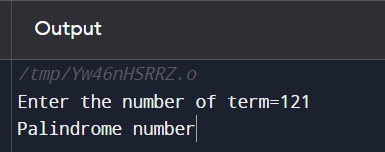 Output
/tmp/Yw46nHSRRZ.o
Enter the number of term=121
Palindrome number